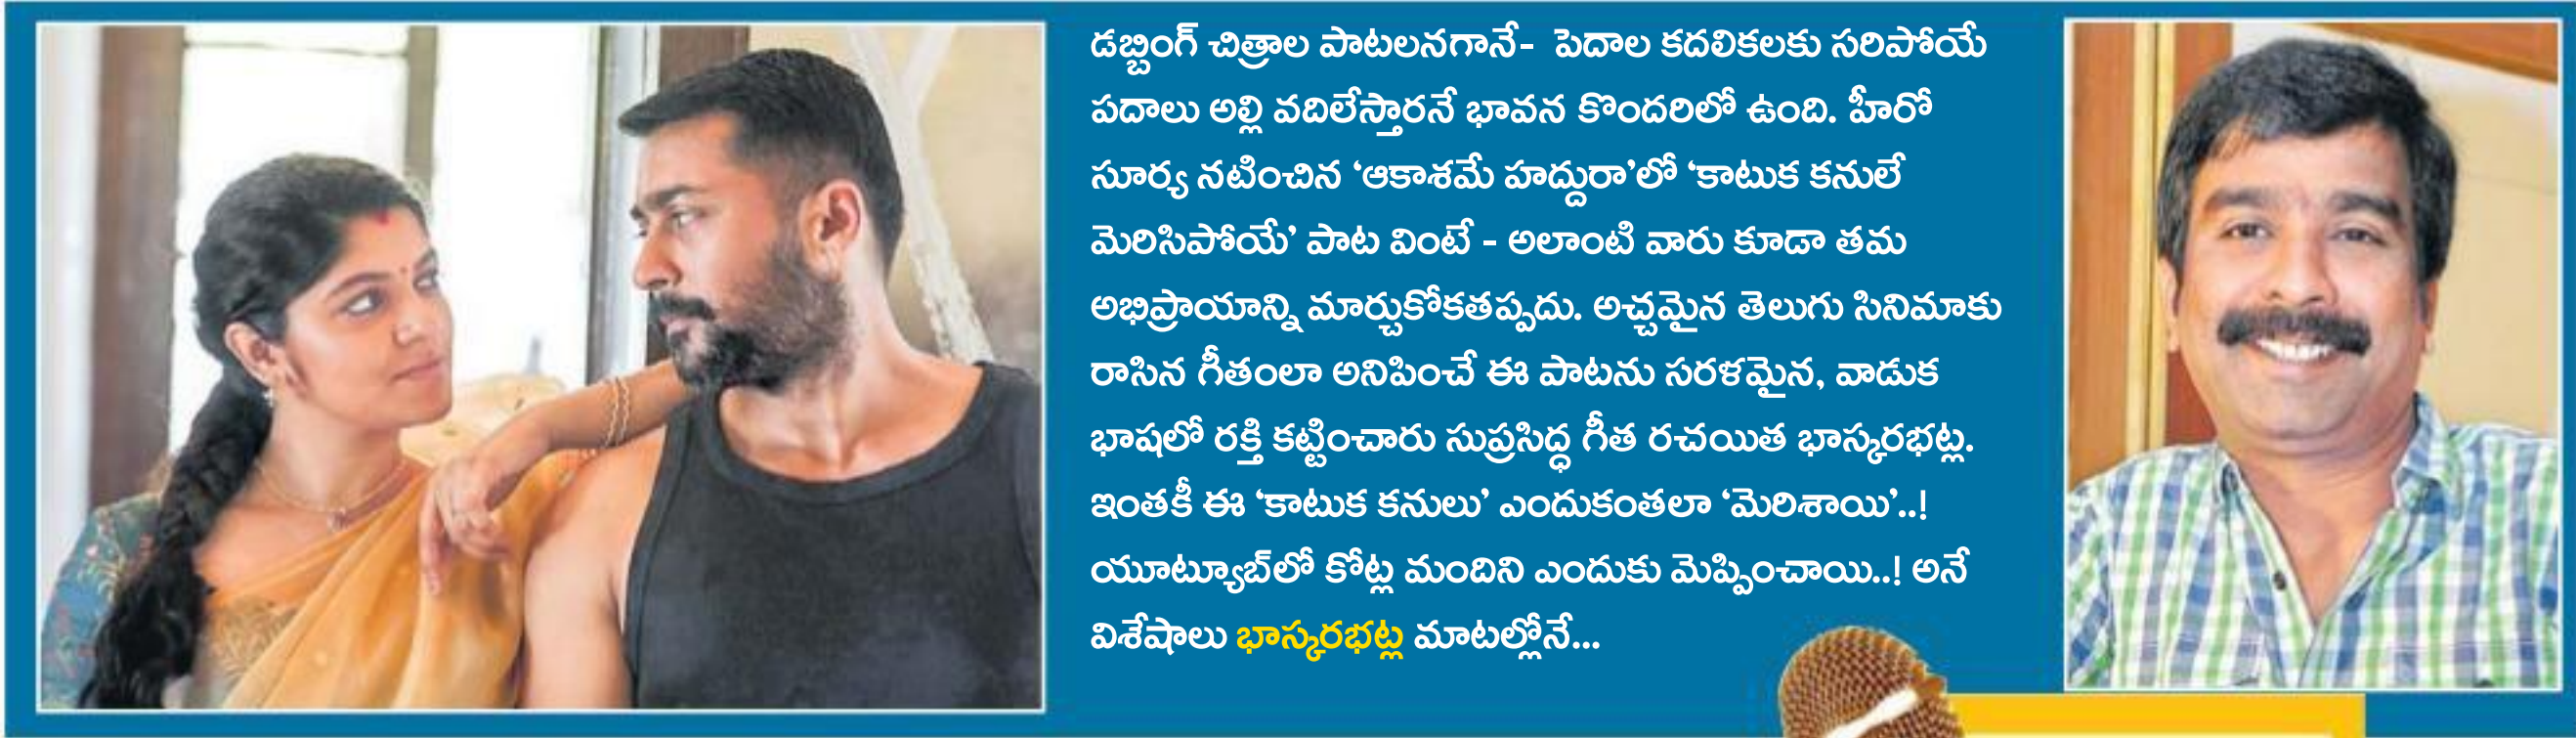 డబ్బింగ్ చిత్రాల పాటలనగానే- పెదాల కదలికలకు సరిపోయే
పదాలు అల్లి వదిలేస్తారనే భావన కొందరిలో ఉంది. హీరో
సూర్య నటించిన ‘ఆకాశమే హద్దురా’లో ‘కాటుక కనులే
మెరిసిపోయే’ పాట వింటే - అలాంటి వారు కూడా తమ
అభిప్రాయాన్ని మార్చుకోకతప్పదు. అచ్చమైన తెలుగు సినిమాకు
రాసిన గీతంలా అనిపించే ఈ పాటను సరళమైన, వాడుక
భాషలో రక్తి కట్టించారు సుప్రసిద్ధ గీత రచయిత భాస్కరభట్ల.
ఇంతకీ ఈ ‘కాటుక కనులు’ ఎందుకంతలా ‘మెరిశాయి’..!
యూట్యూబ్‌లో కోట్ల మందిని ఎందుకు మెప్పించాయి..! అనే
విశేషాలు భాస్కరభట్ల మాటల్లోనే...